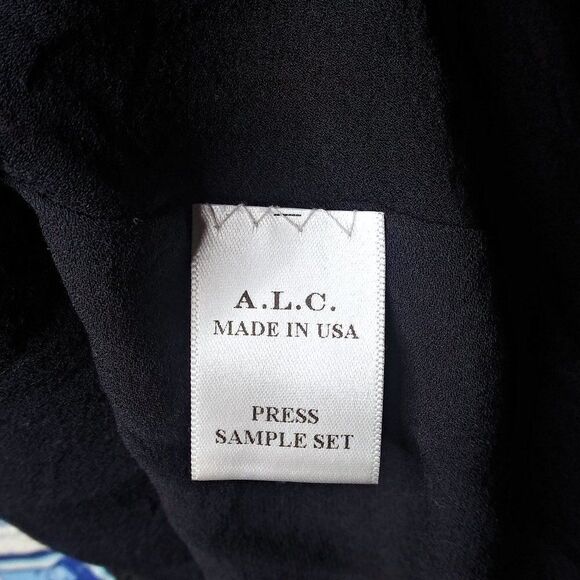 A.L.C.
MADE IN USA
PRESS
SAMPLE SET